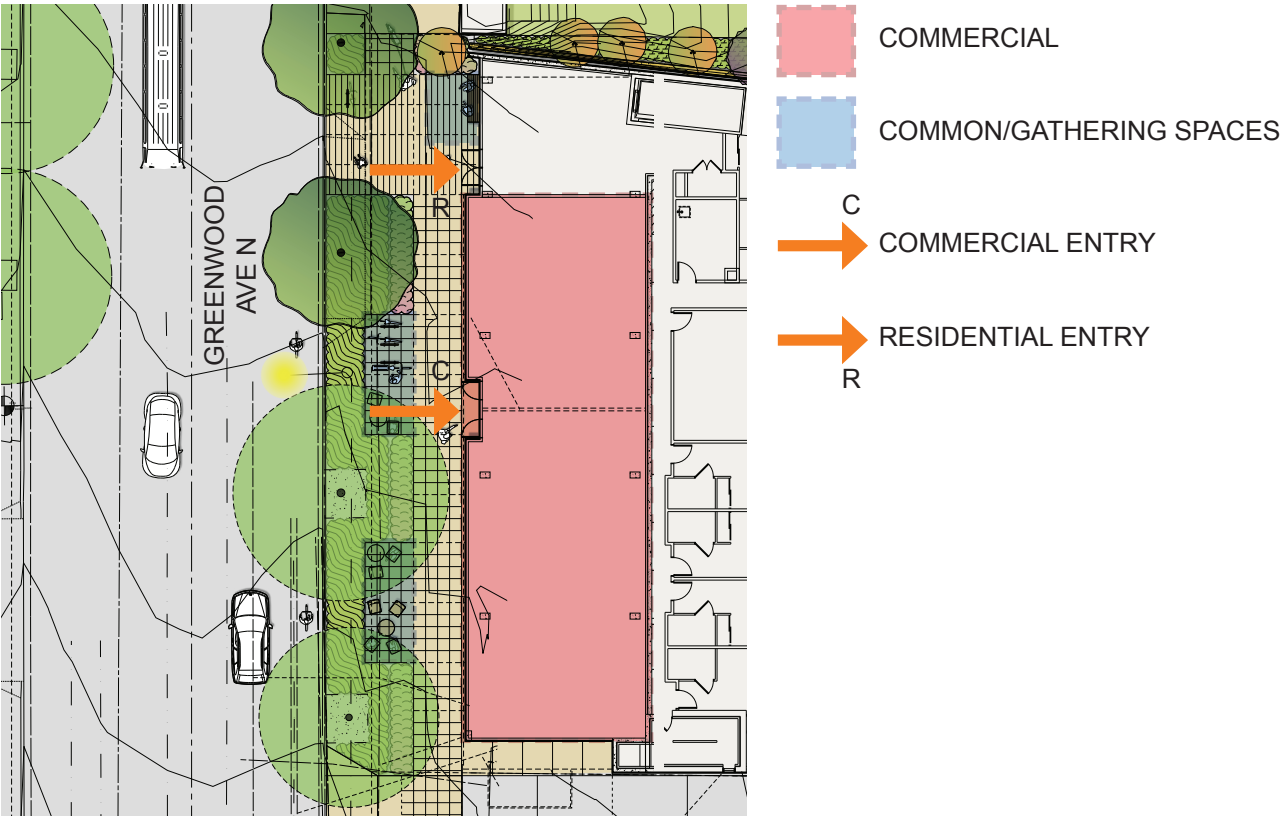 GREENWOOD
AVE N
R
C
COMMERCIAL
COMMON/GATHERING SPACES
C
COMMERCIAL ENTRY
RESIDENTIAL ENTRY
R